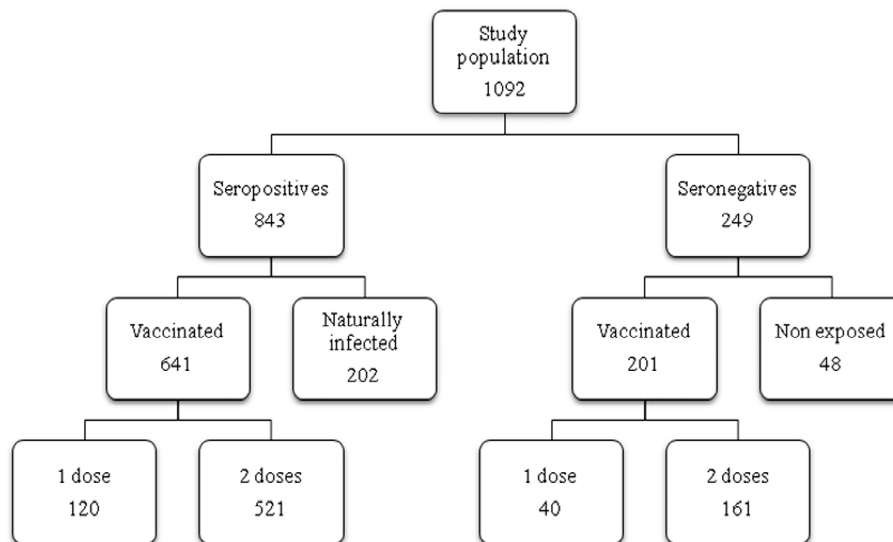 Study
population
1092
Seropositives
843
Seronegatives
249
Vaccinated
641
Naturally
infected
202
Vaccinated
201
Non exposed
48
1 dose
120
2 doses
521
1 dose
40
2 doses
161